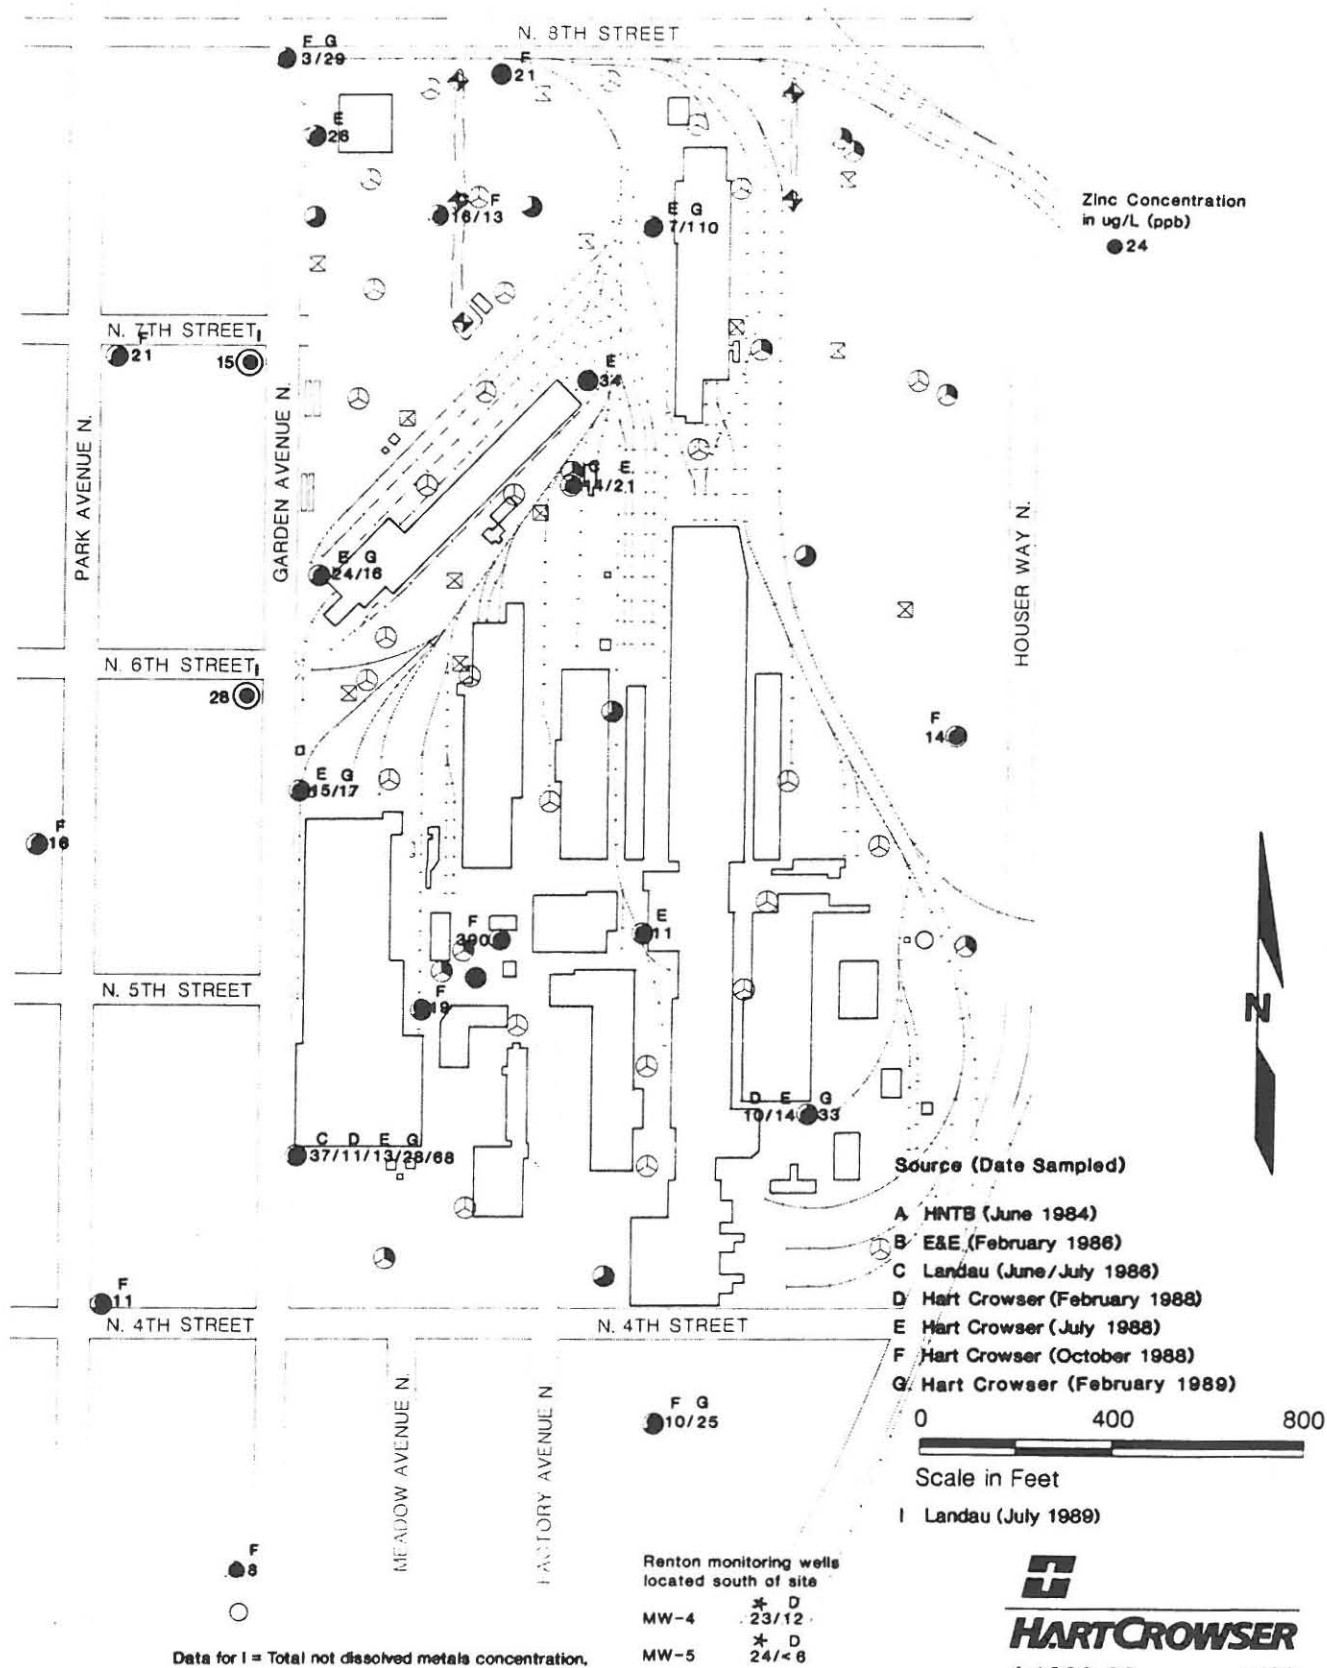 N. 8TH STREET
F G
3/29
F
21
E
26
F
16/13
E G
7/110
Zinc Concentration
in ug/L (ppb)
24
N. 7TH STREET
I
F
21
15
E
34
PARK AVENUE N.
GARDEN AVENUE N.
C E
14/21
HOUSER WAY N.
E G
24/16
N. 6TH STREET
I
28
F
14
E G
15/17
F
16
F
390
E
11
N. 5TH STREET
F
19
N
D E G
10/14 33
C D E G
37/11/13/28/68
Source (Date Sampled)
A HNTB (June 1984)
B E&E (February 1986)
C Landau (June/July 1986)
D Hart Crowser (February 1988)
E Hart Crowser (July 1988)
F Hart Crowser (October 1988)
G Hart Crowser (February 1989)
F
11
N. 4TH STREET
N. 4TH STREET
MEADOW AVENUE N.
FACTORY AVENUE N.
F G
10/25
0 400 800
Scale in Feet
I Landau (July 1989)
F
8
Renton monitoring wells
located south of site
* D
MW-4 23/12
* D
MW-5 24/<6
HARTCROWSER
Data for I = Total not dissolved metals concentration.